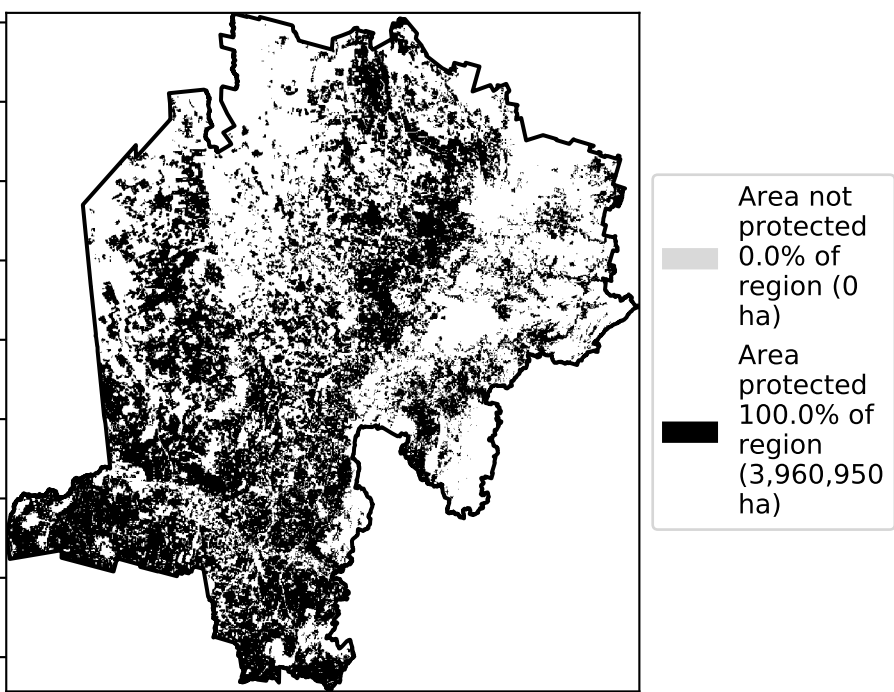 Area not
protected
0.0% of
region (0
ha)
Area
protected
100.0% of
region
(3,960,950
ha)